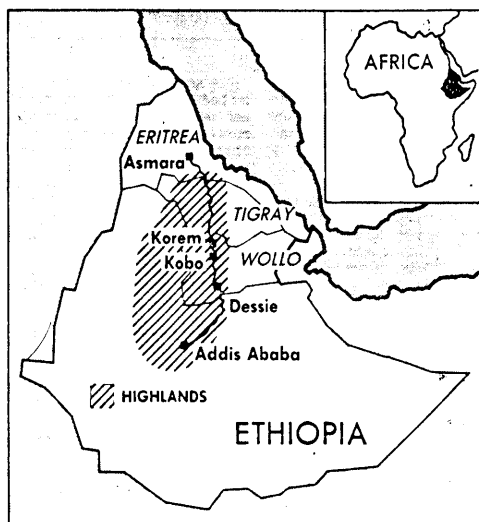 AFRICA
ERITREA
Asmara
TIGRAY
Korem
Kobo
WOLLO
Dessie
Addis Ababa
HIGHLANDS
ETHIOPIA